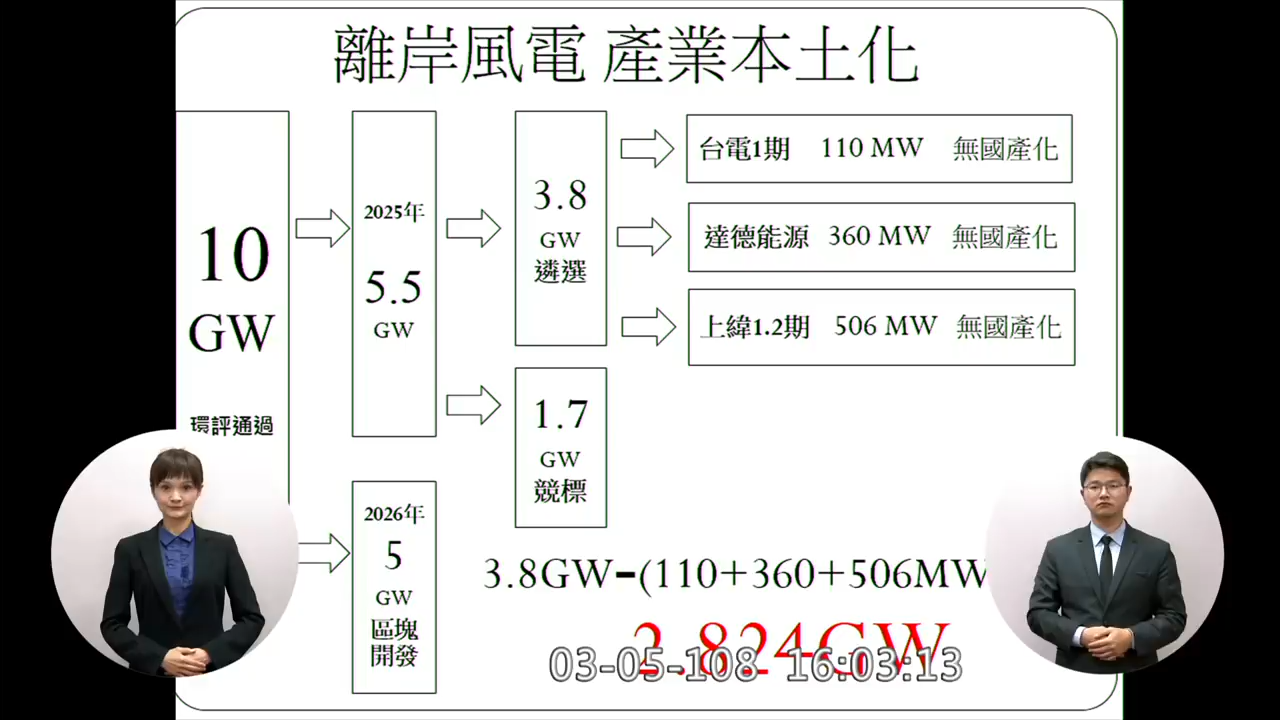 離岸風電 產業本土化
10
GW
環評通過
2025年
5.5
GW
2026年
5
GW
區塊
開發
3.8
GW
遴選
1.7
GW
競標
台電1期 110 MW 無國產化
達德能源 360 MW 無國產化
上緯1.2期 506 MW 無國產化
3.8GW-(110+360+506MW
2.824GW
03-05-108 16:03:13